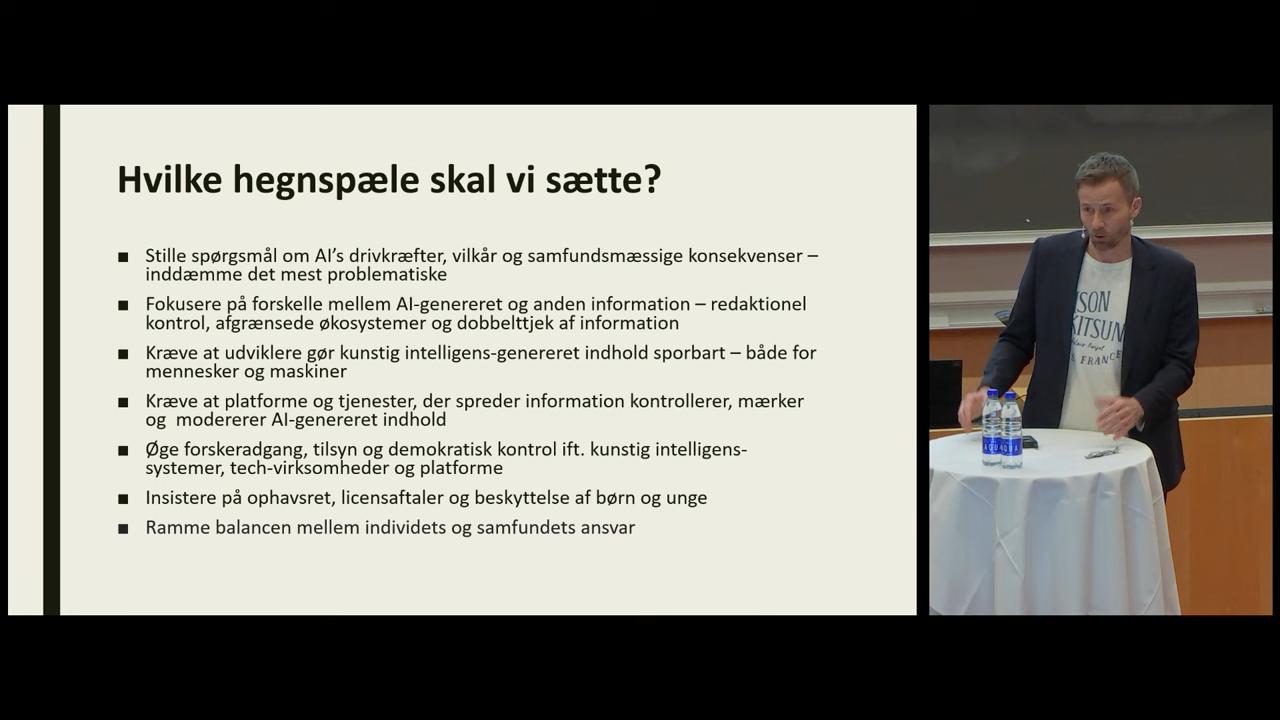 Hvilke hegnspæle skal vi sætte?
■ Stille spørgsmål om AI’s drivkræfter, vilkår og samfundsmæssige konsekvenser –
inddæmme det mest problematiske
■ Fokusere på forskelle mellem AI-genereret og anden information – redaktionel
kontrol, afgrænsede økosystemer og dobbelttjek af information
■ Kræve at udviklere gør kunstig intelligens-genereret indhold sporbart – både for
mennesker og maskiner
■ Kræve at platforme og tjenester, der spreder information kontrollerer, mærker
og  modererer AI-genereret indhold
■ Øge forskeradgang, tilsyn og demokratisk kontrol ift. kunstig intelligens-
systemer, tech-virksomheder og platforme
■ Insistere på ophavsret, licensaftaler og beskyttelse af børn og unge
■ Ramme balancen mellem individets og samfundets ansvar
FRANCE